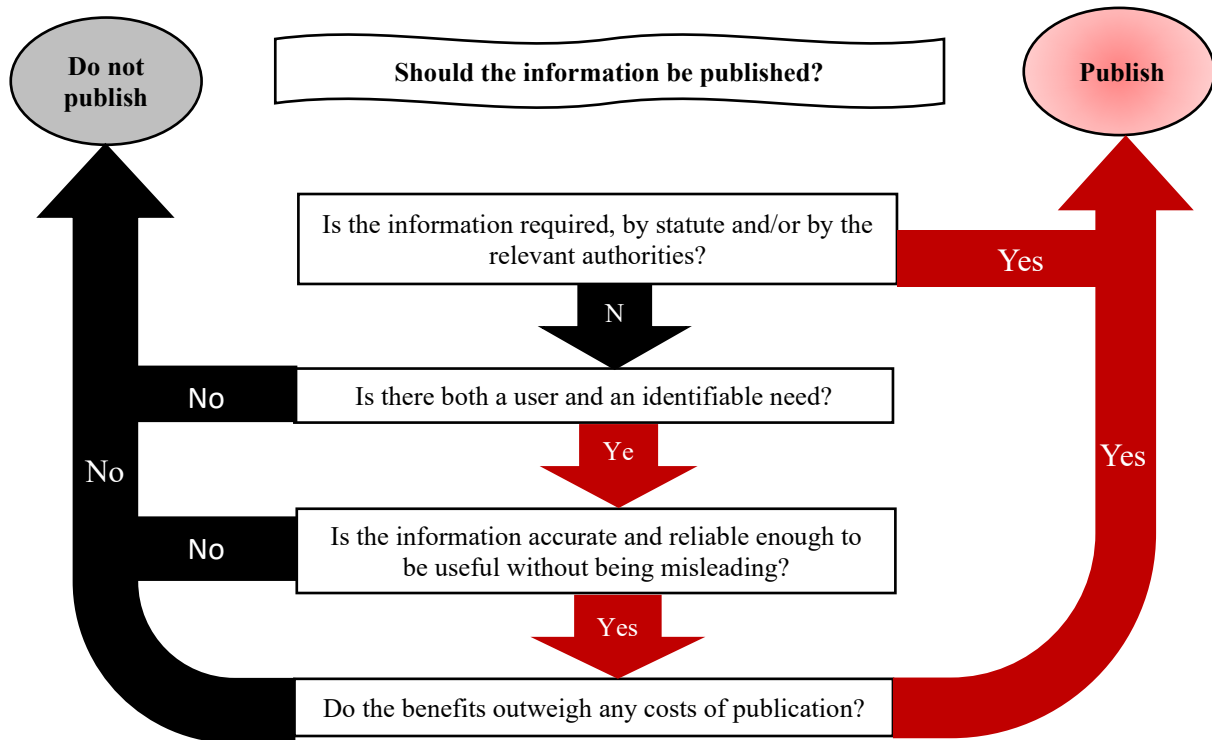 Do not
publish
Should the information be published?
Publish
Is the information required, by statute and/or by the
relevant authorities?
Yes
N
No
Is there both a user and an identifiable need?
Ye
No
Yes
No
Is the information accurate and reliable enough to
be useful without being misleading?
Yes
Do the benefits outweigh any costs of publication?